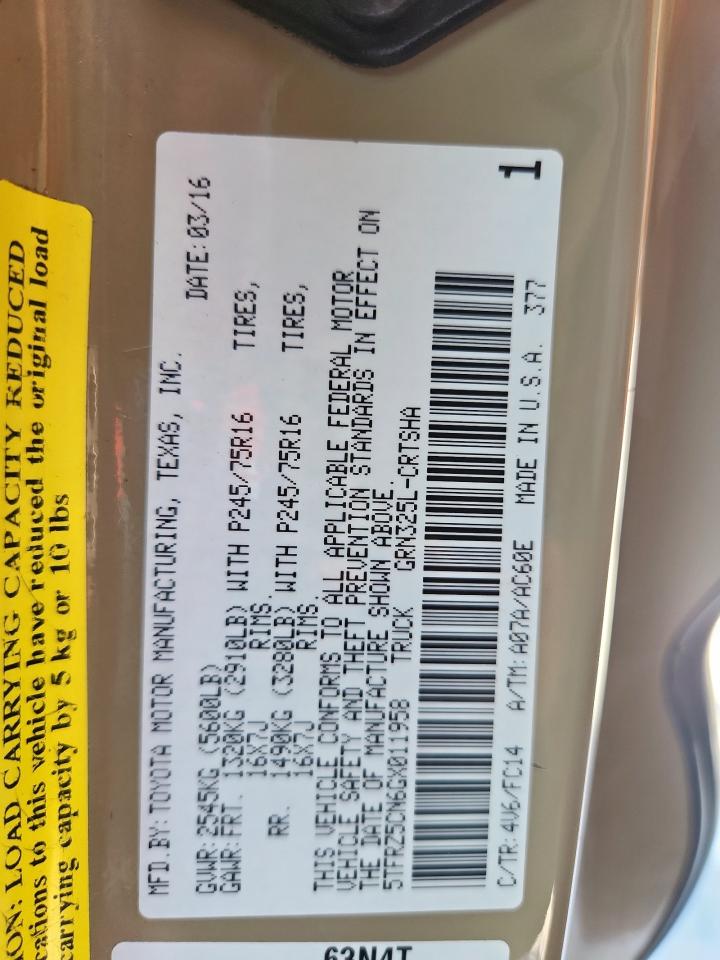 ION: LOAD CARRYING CAPACITY REDUCED
cations to this vehicle have reduced the original load
carrying capacity by 5 kg or 10 lbs
MFD.BY:TOYOTA MOTOR MANUFACTURING, TEXAS, INC.
DATE:03/16
GVWR:2545KG (5600LB)
GAWR:FRT. 1320KG (2910LB) WITH P245/75R16 TIRES,
16X7J RIMS.
RR. 1490KG (3280LB) WITH P245/75R16 TIRES,
16X7J RIMS.
THIS VEHICLE CONFORMS TO ALL APPLICABLE FEDERAL MOTOR
VEHICLE SAFETY AND THEFT PREVENTION STANDARDS IN EFFECT ON
THE DATE OF MANUFACTURE SHOWN ABOVE.
5TFRZ5CN6GX011958 TRUCK GRN325L-CRTSHA
C/TR:4V6/FC14 A/TM:A07A/AC60E MADE IN U.S.A. 377
1
63N4T